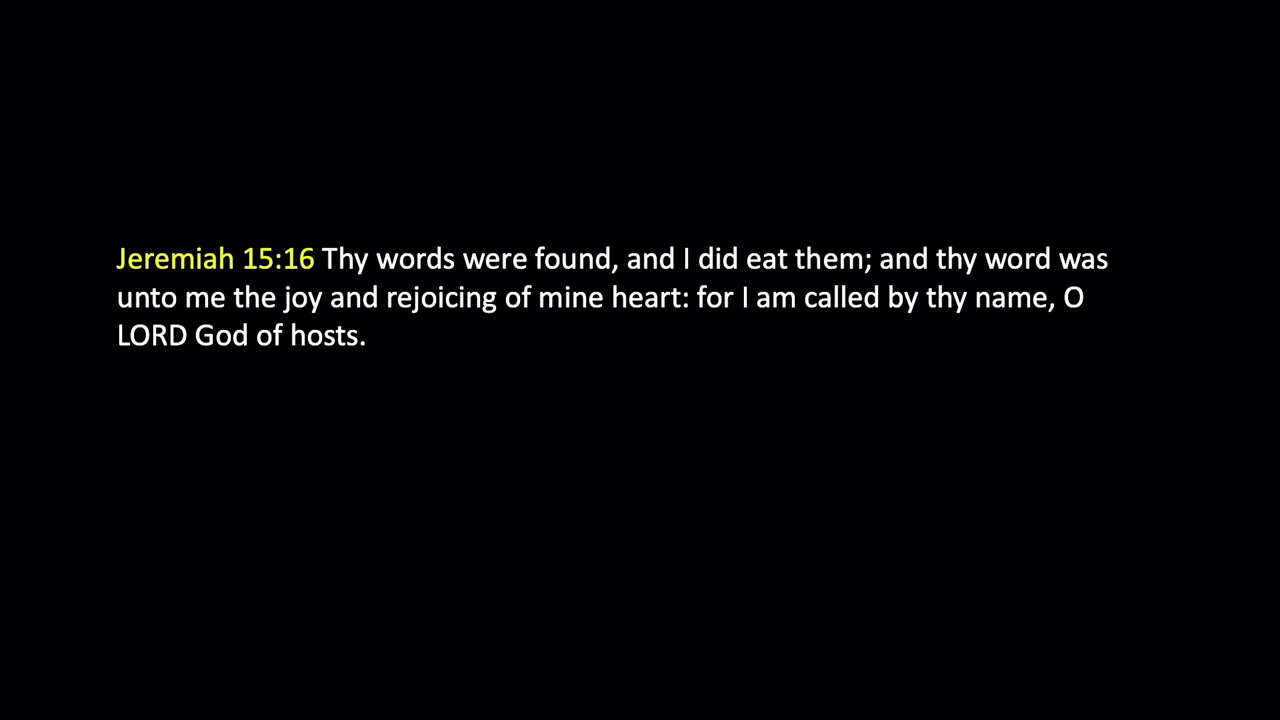 Jeremiah 15:16 Thy words were found, and I did eat them; and thy word was
unto me the joy and rejoicing of mine heart: for I am called by thy name, O
LORD God of hosts.